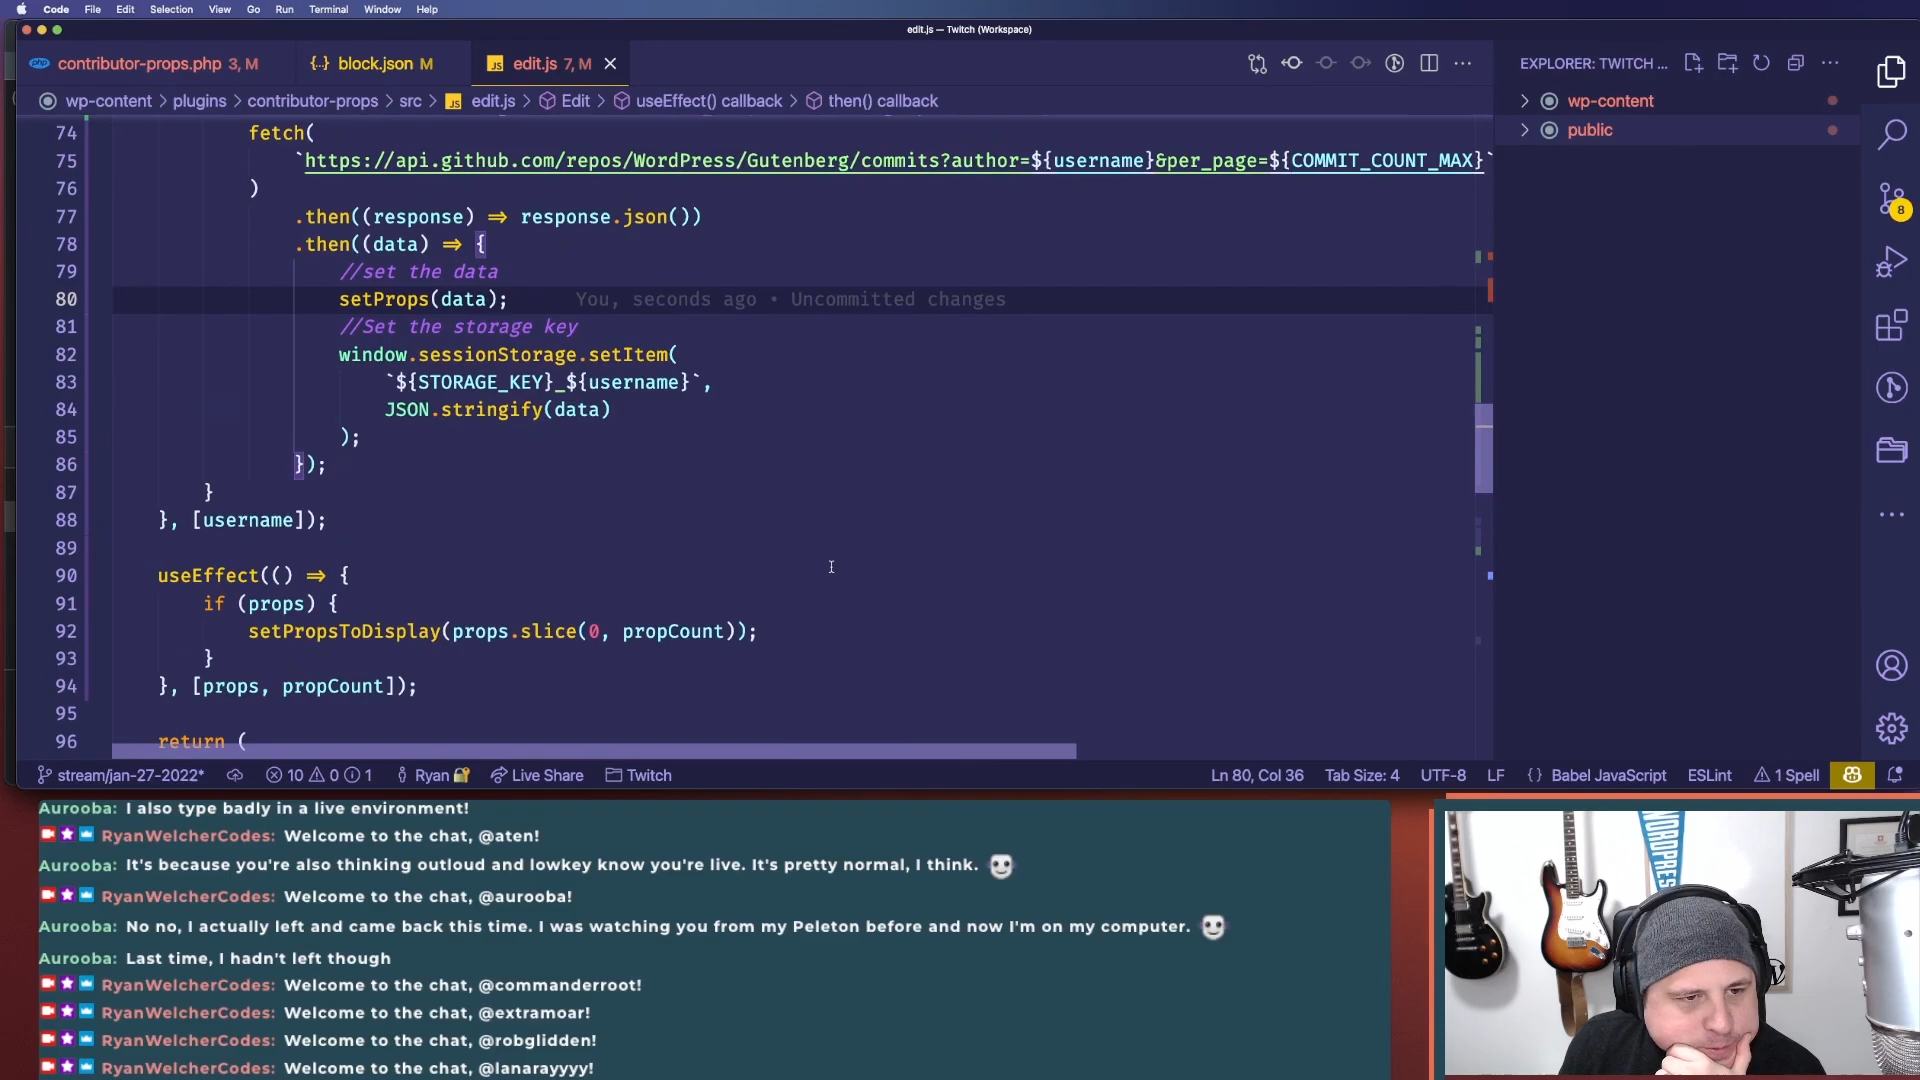 Code File Edit Selection View Go Run Terminal Window Help
edit.js — Twitch (Workspace)
php contributor-props.php 3, M {..} block.json M JS edit.js 7, M
EXPLORER: TWITCH ...
wp-content > plugins > contributor-props > src > JS edit.js > Edit > useEffect() callback > then() callback
wp-content
public
74 fetch(
75 `https://api.github.com/repos/WordPress/Gutenberg/commits?author=${username}&per_page=${COMMIT_COUNT_MAX}`
76 )
77 .then((response) ⇒ response.json())
78 .then((data) ⇒ {
79 //set the data
80 setProps(data); You, seconds ago • Uncommitted changes
81 //Set the storage key
82 window.sessionStorage.setItem(
83 `${STORAGE_KEY}_${username}`,
84 JSON.stringify(data)
85 );
86 });
87 }
88 }, [username]);
89
90 useEffect(() ⇒ {
91 if (props) {
92 setPropsToDisplay(props.slice(0, propCount));
93 }
94 }, [props, propCount]);
95
96 return (
8
stream/jan-27-2022* 10 0 1 Ryan Live Share Twitch Ln 80, Col 36 Tab Size: 4 UTF-8 LF {} Babel JavaScript ESLint 1 Spell
Aurooba: I also type badly in a live environment!
RyanWelcherCodes: Welcome to the chat, @aten!
Aurooba: It's because you're also thinking outloud and lowkey know you're live. It's pretty normal, I think.
RyanWelcherCodes: Welcome to the chat, @aurooba!
Aurooba: No no, I actually left and came back this time. I was watching you from my Peleton before and now I'm on my computer.
Aurooba: Last time, I hadn't left though
RyanWelcherCodes: Welcome to the chat, @commanderroot!
RyanWelcherCodes: Welcome to the chat, @extramoar!
RyanWelcherCodes: Welcome to the chat, @robglidden!
RyanWelcherCodes: Welcome to the chat, @lanarayyyy!
WORDPRES